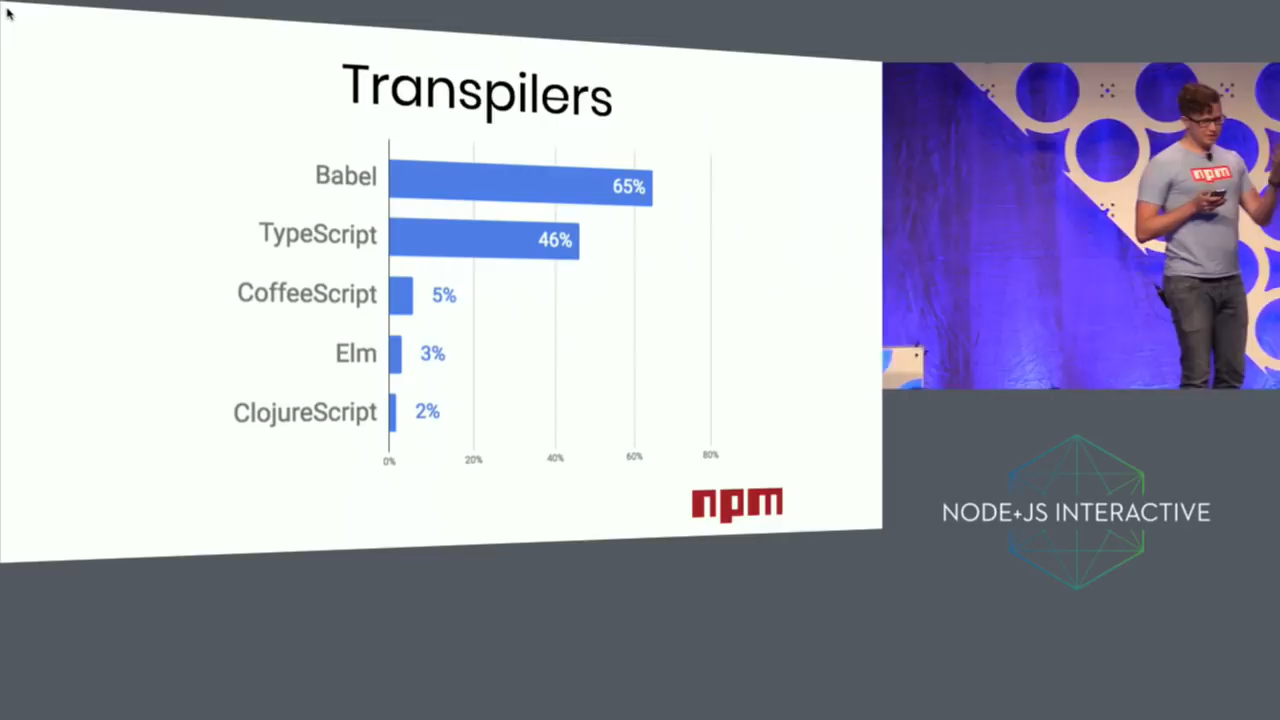 Transpilers
Babel
65%
TypeScript
46%
CoffeeScript
5%
Elm
3%
ClojureScript
2%
0%
20%
40%
60%
80%
npm
npm
NODE+JS INTERACTIVE